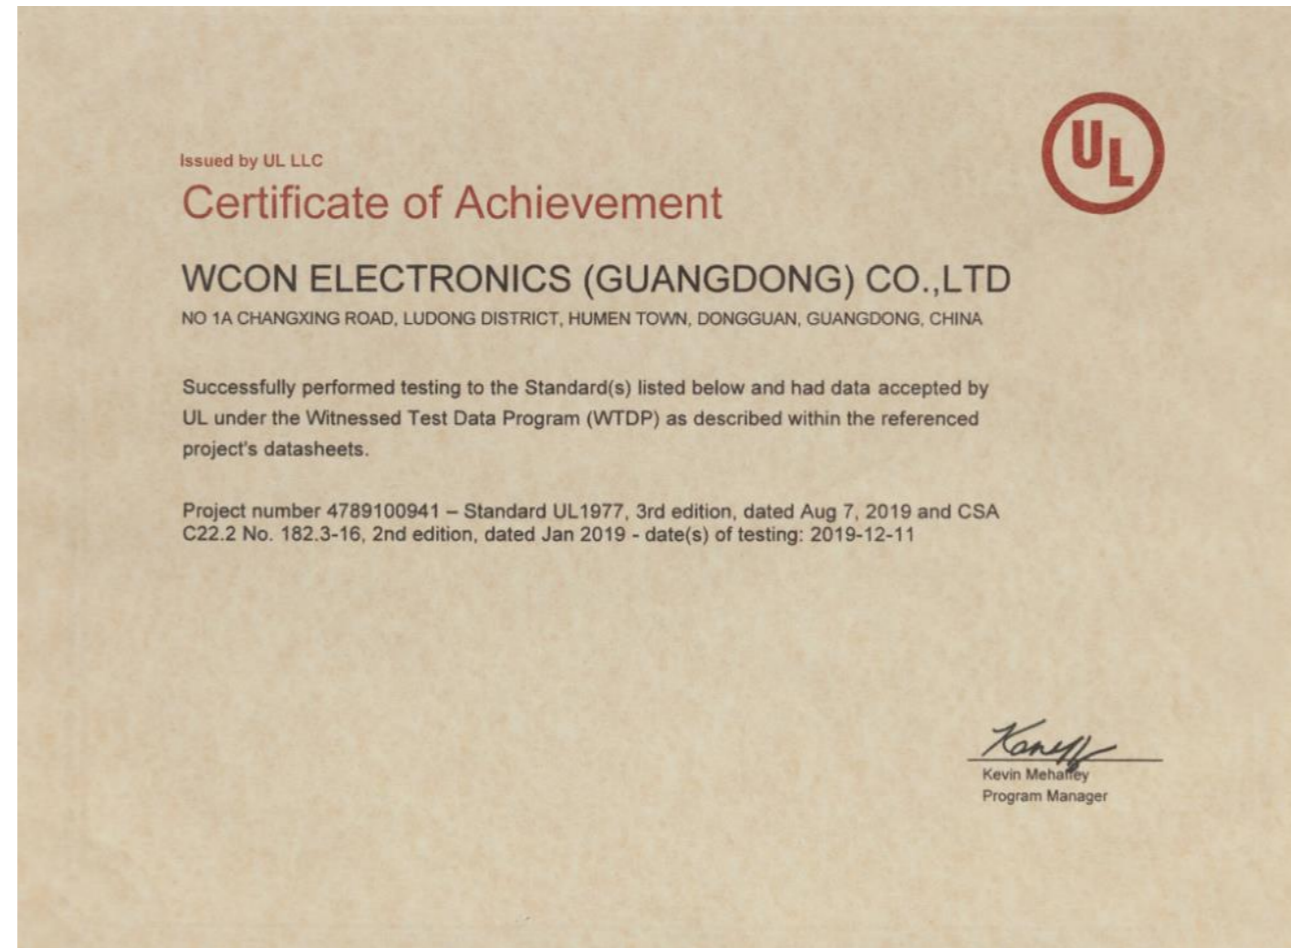 UL
Issued by UL LLC
Certificate of Achievement
WCON ELECTRONICS (GUANGDONG) CO.,LTD
NO 1A CHANGXING ROAD, LUDONG DISTRICT, HUMEN TOWN, DONGGUAN, GUANGDONG, CHINA
Successfully performed testing to the Standard(s) listed below and had data accepted by
UL under the Witnessed Test Data Program (WTDP) as described within the referenced
project's datasheets.
Project number 4789100941 – Standard UL1977, 3rd edition, dated Aug 7, 2019 and CSA
C22.2 No. 182.3-16, 2nd edition, dated Jan 2019 - date(s) of testing: 2019-12-11
Kevin Mehaffey
Program Manager